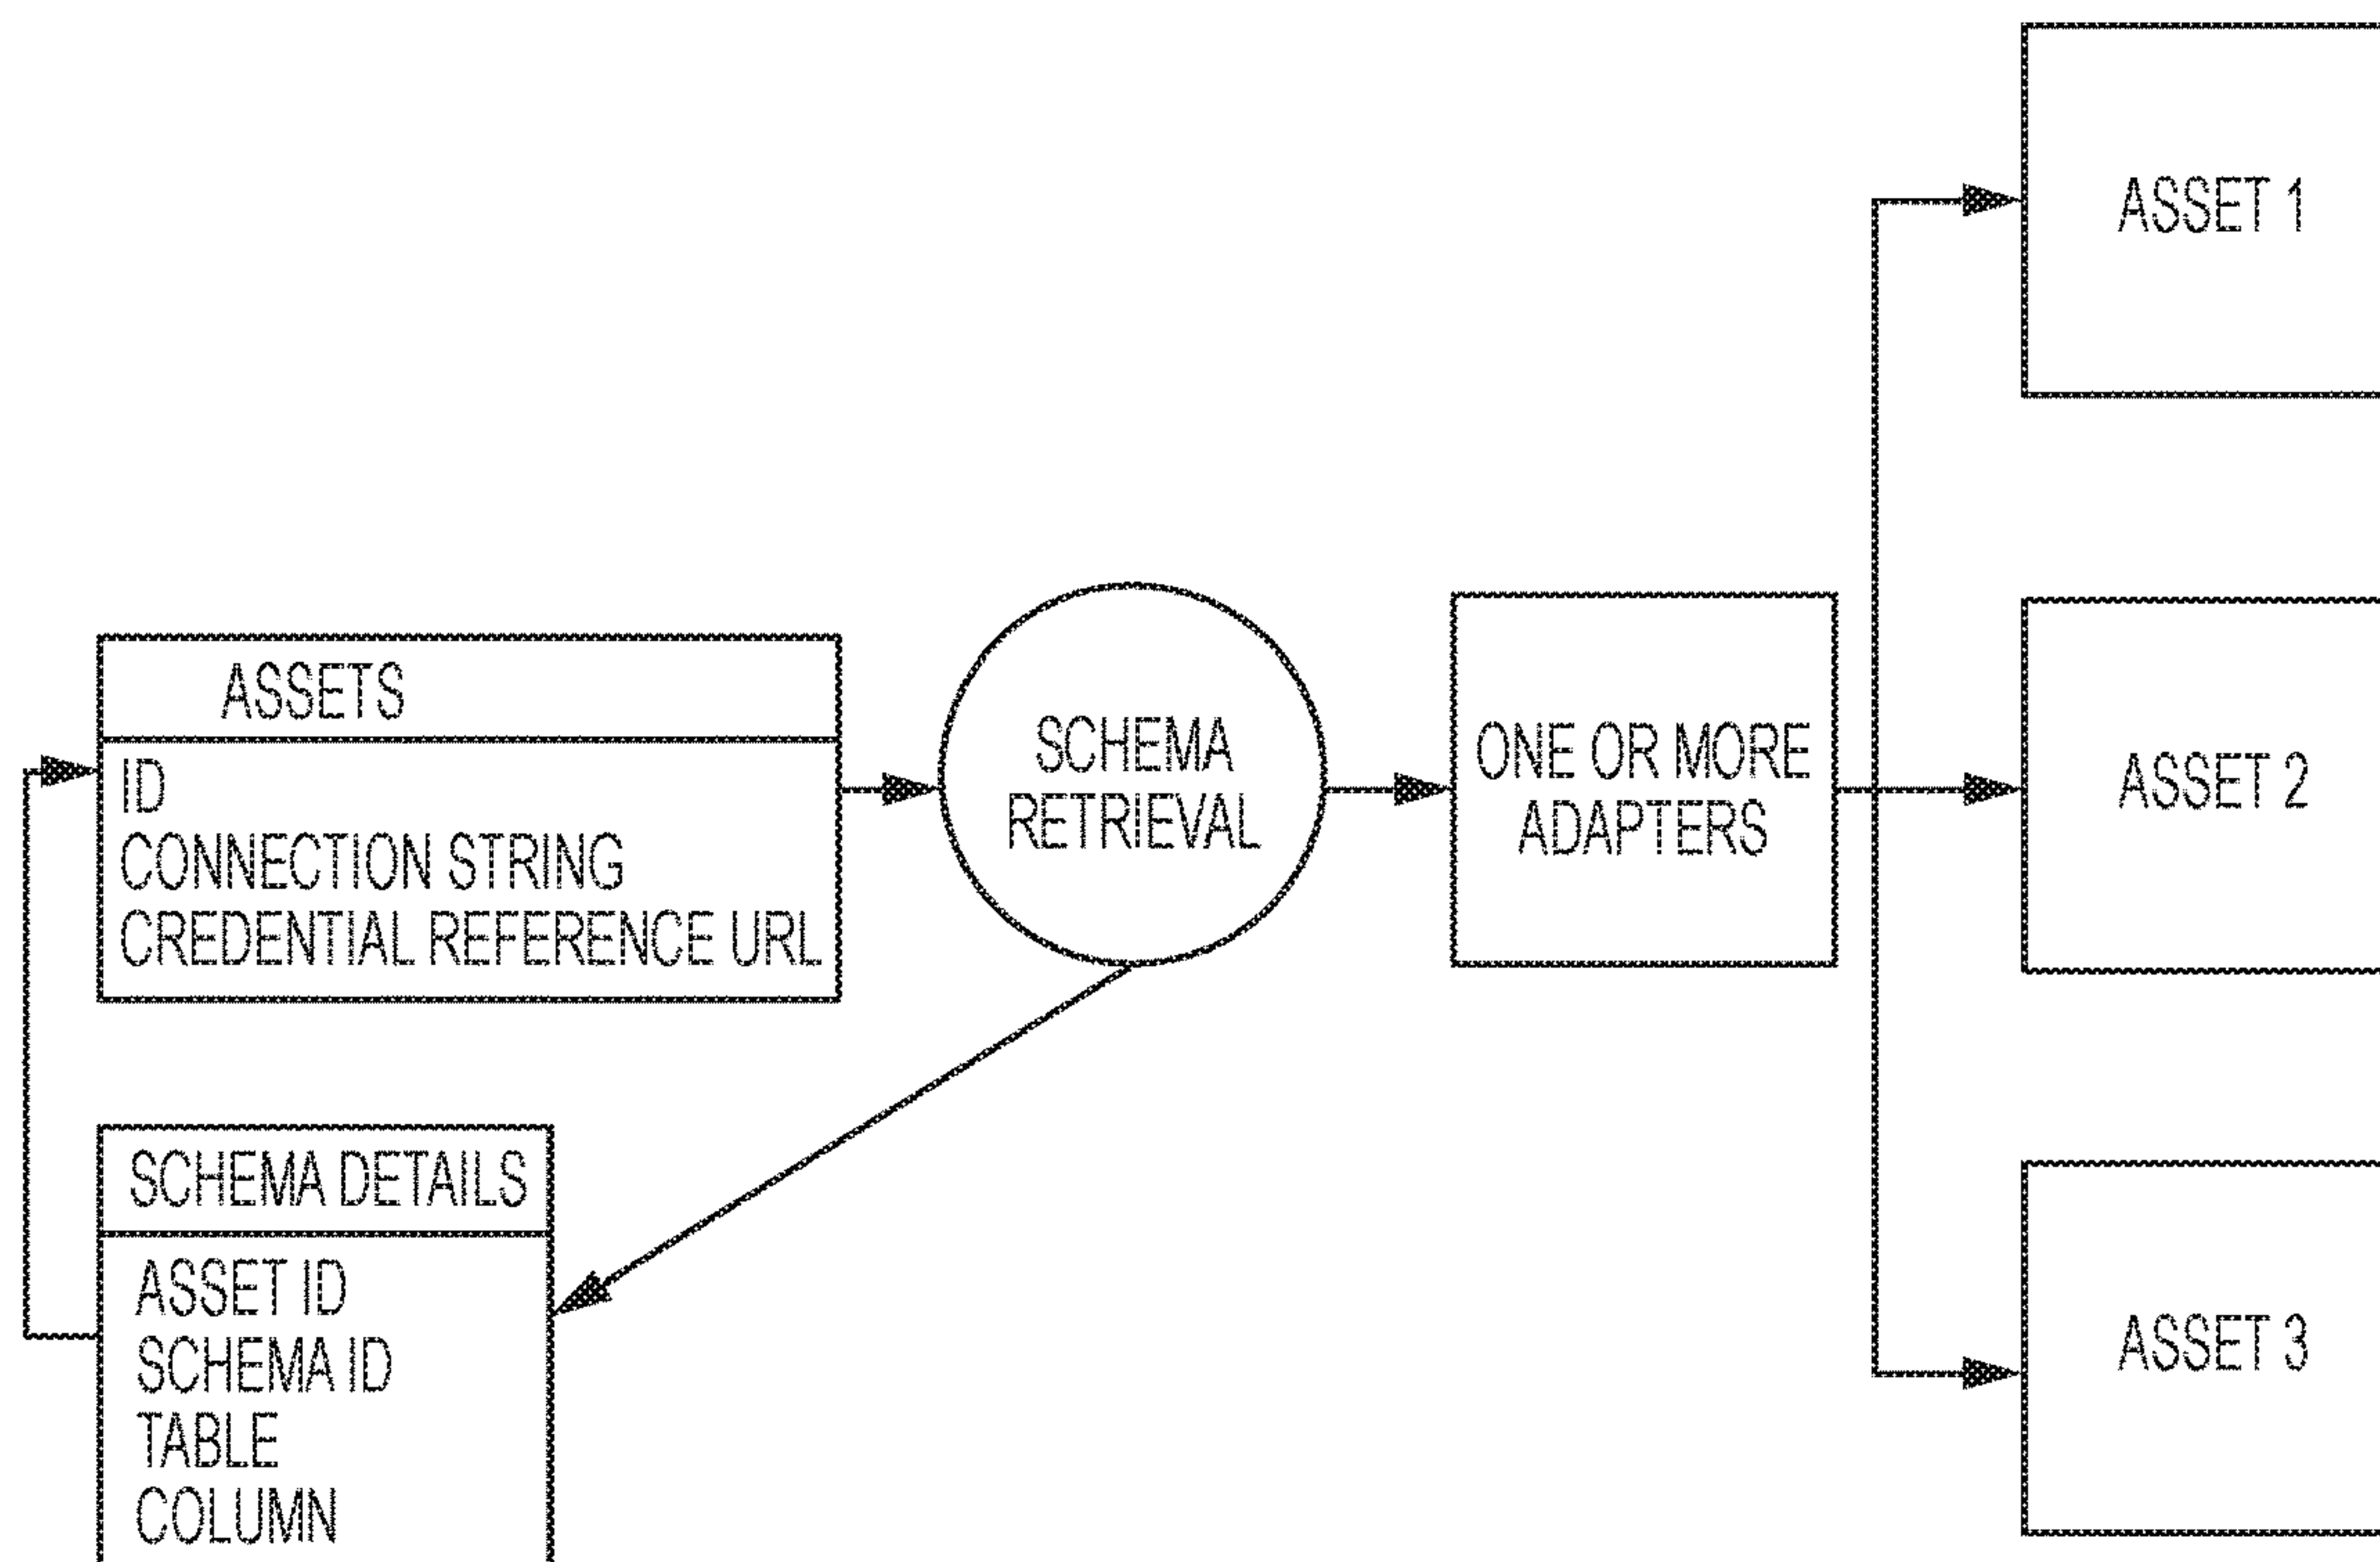 ASSET 1
ASSETS
ID
CONNECTION STRING
CREDENTIAL REFERENCE URL
SCHEMA
RETRIEVAL
ONE OR MORE
ADAPTERS
ASSET 2
SCHEMA DETAILS
ASSET ID
SCHEMA ID
TABLE
COLUMN
ASSET 3